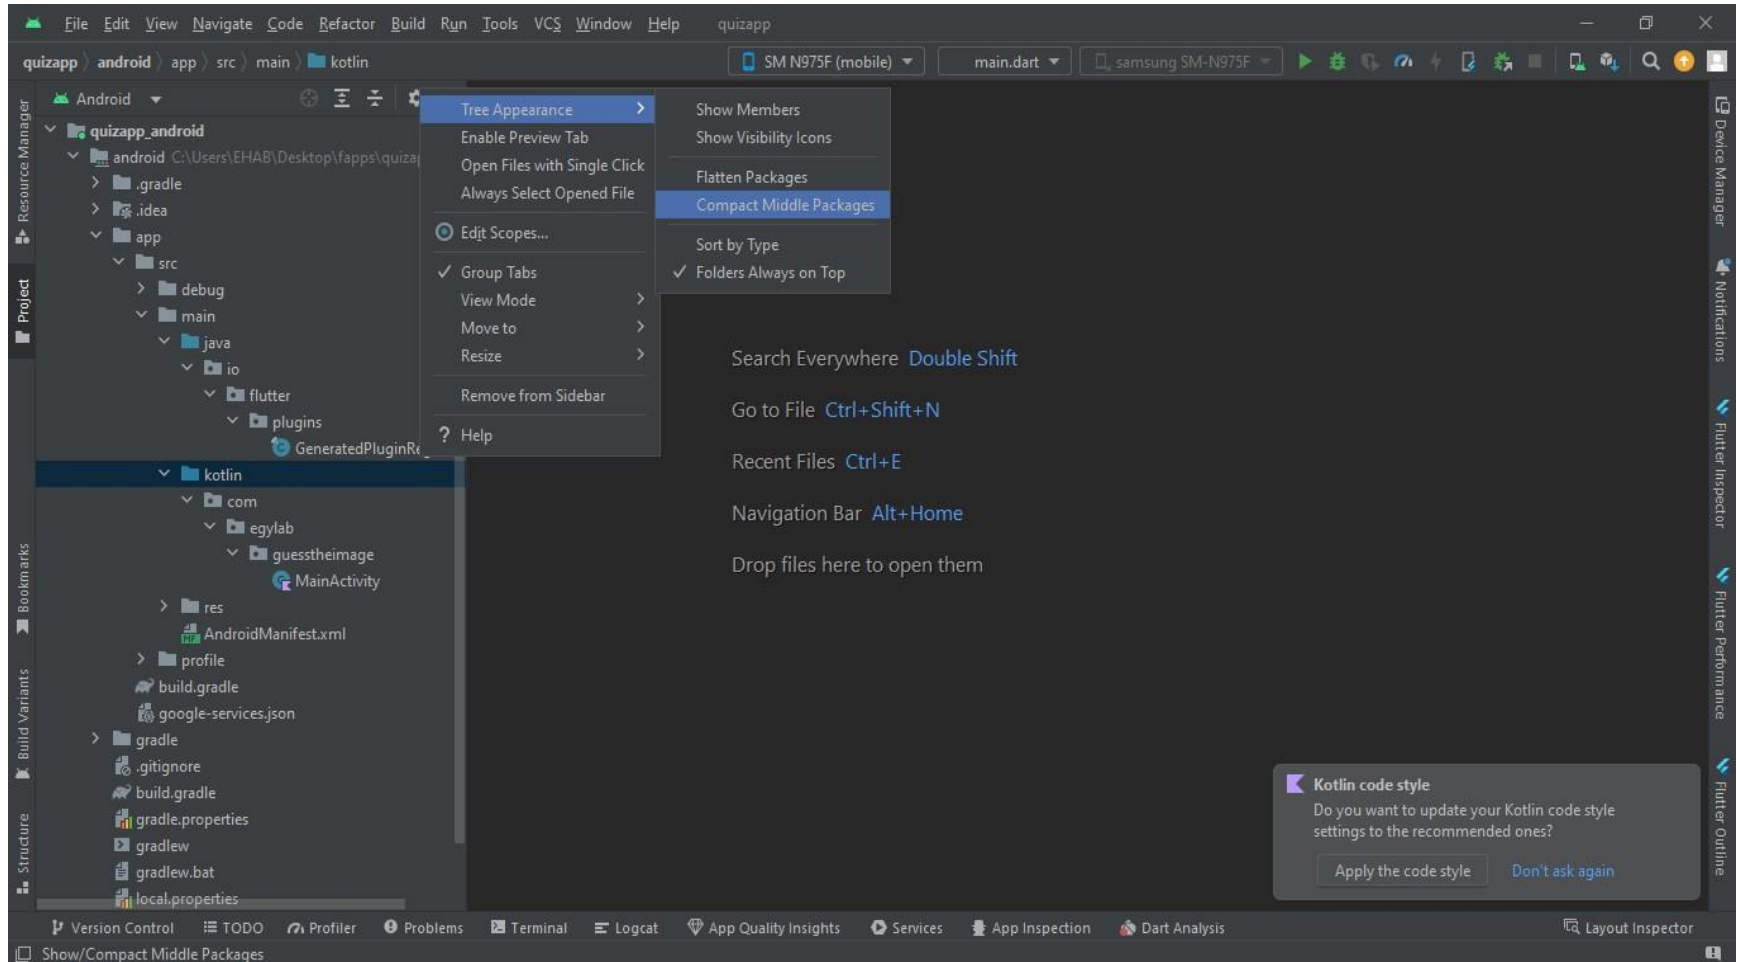 File Edit View Navigate Code Refactor Build Run Tools VCS Window Help quizapp
quizapp android app src main kotlin
SM N975F (mobile) main.dart samsung SM-N975F
Android
quizapp_android
android C:\Users\EHAB\Desktop\fapps\quizap
.gradle
.idea
app
src
debug
main
java
io
flutter
plugins
GeneratedPluginRe
kotlin
com
egylab
guesstheimage
MainActivity
res
AndroidManifest.xml
profile
build.gradle
google-services.json
gradle
.gitignore
build.gradle
gradle.properties
gradlew
gradlew.bat
local.properties
Tree Appearance
Enable Preview Tab
Open Files with Single Click
Always Select Opened File
Edit Scopes...
Group Tabs
View Mode
Move to
Resize
Remove from Sidebar
? Help
Show Members
Show Visibility Icons
Flatten Packages
Compact Middle Packages
Sort by Type
Folders Always on Top
Search Everywhere Double Shift
Go to File Ctrl+Shift+N
Recent Files Ctrl+E
Navigation Bar Alt+Home
Drop files here to open them
Kotlin code style
Do you want to update your Kotlin code style
settings to the recommended ones?
Apply the code style Don't ask again
Resource Manager
Project
Bookmarks
Build Variants
Structure
Device Manager
Notifications
Flutter Inspector
Flutter Performance
Flutter Outline
Version Control TODO Profiler Problems Terminal Logcat App Quality Insights Services App Inspection Dart Analysis Layout Inspector
Show/Compact Middle Packages